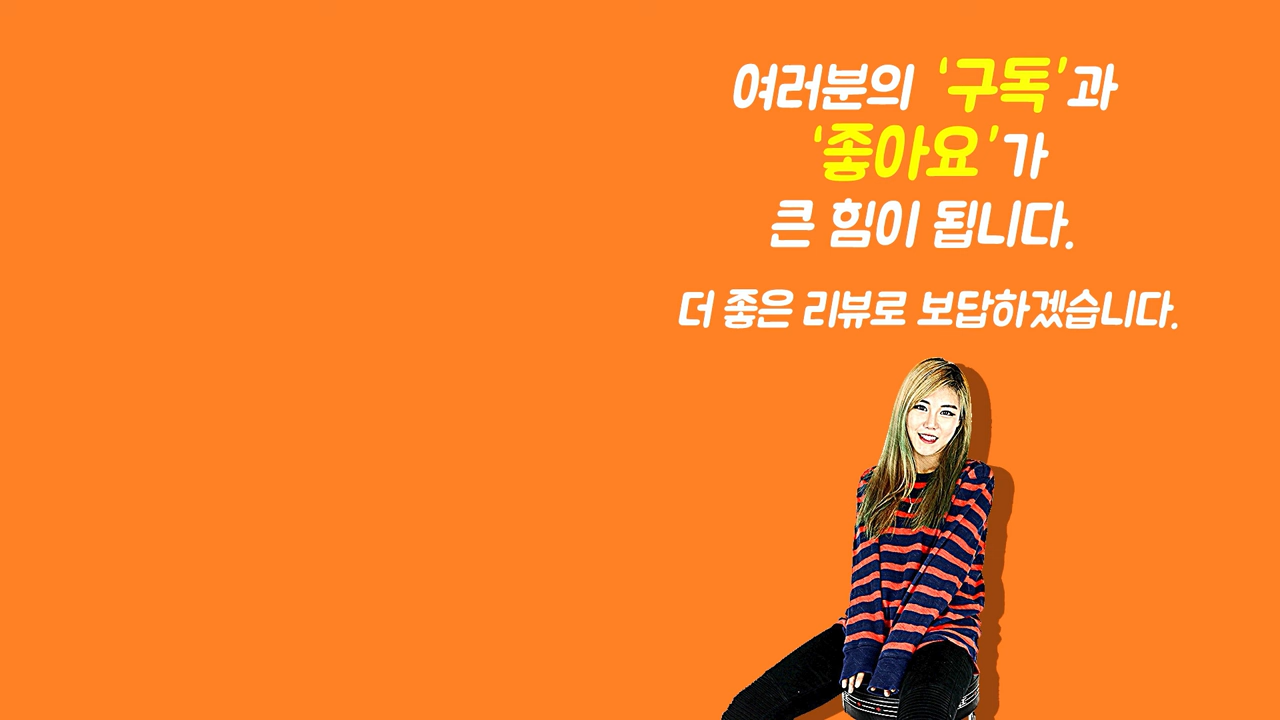 여러분의 '구독'과
'좋아요'가
큰 힘이 됩니다.
더 좋은 리뷰로 보답하겠습니다.